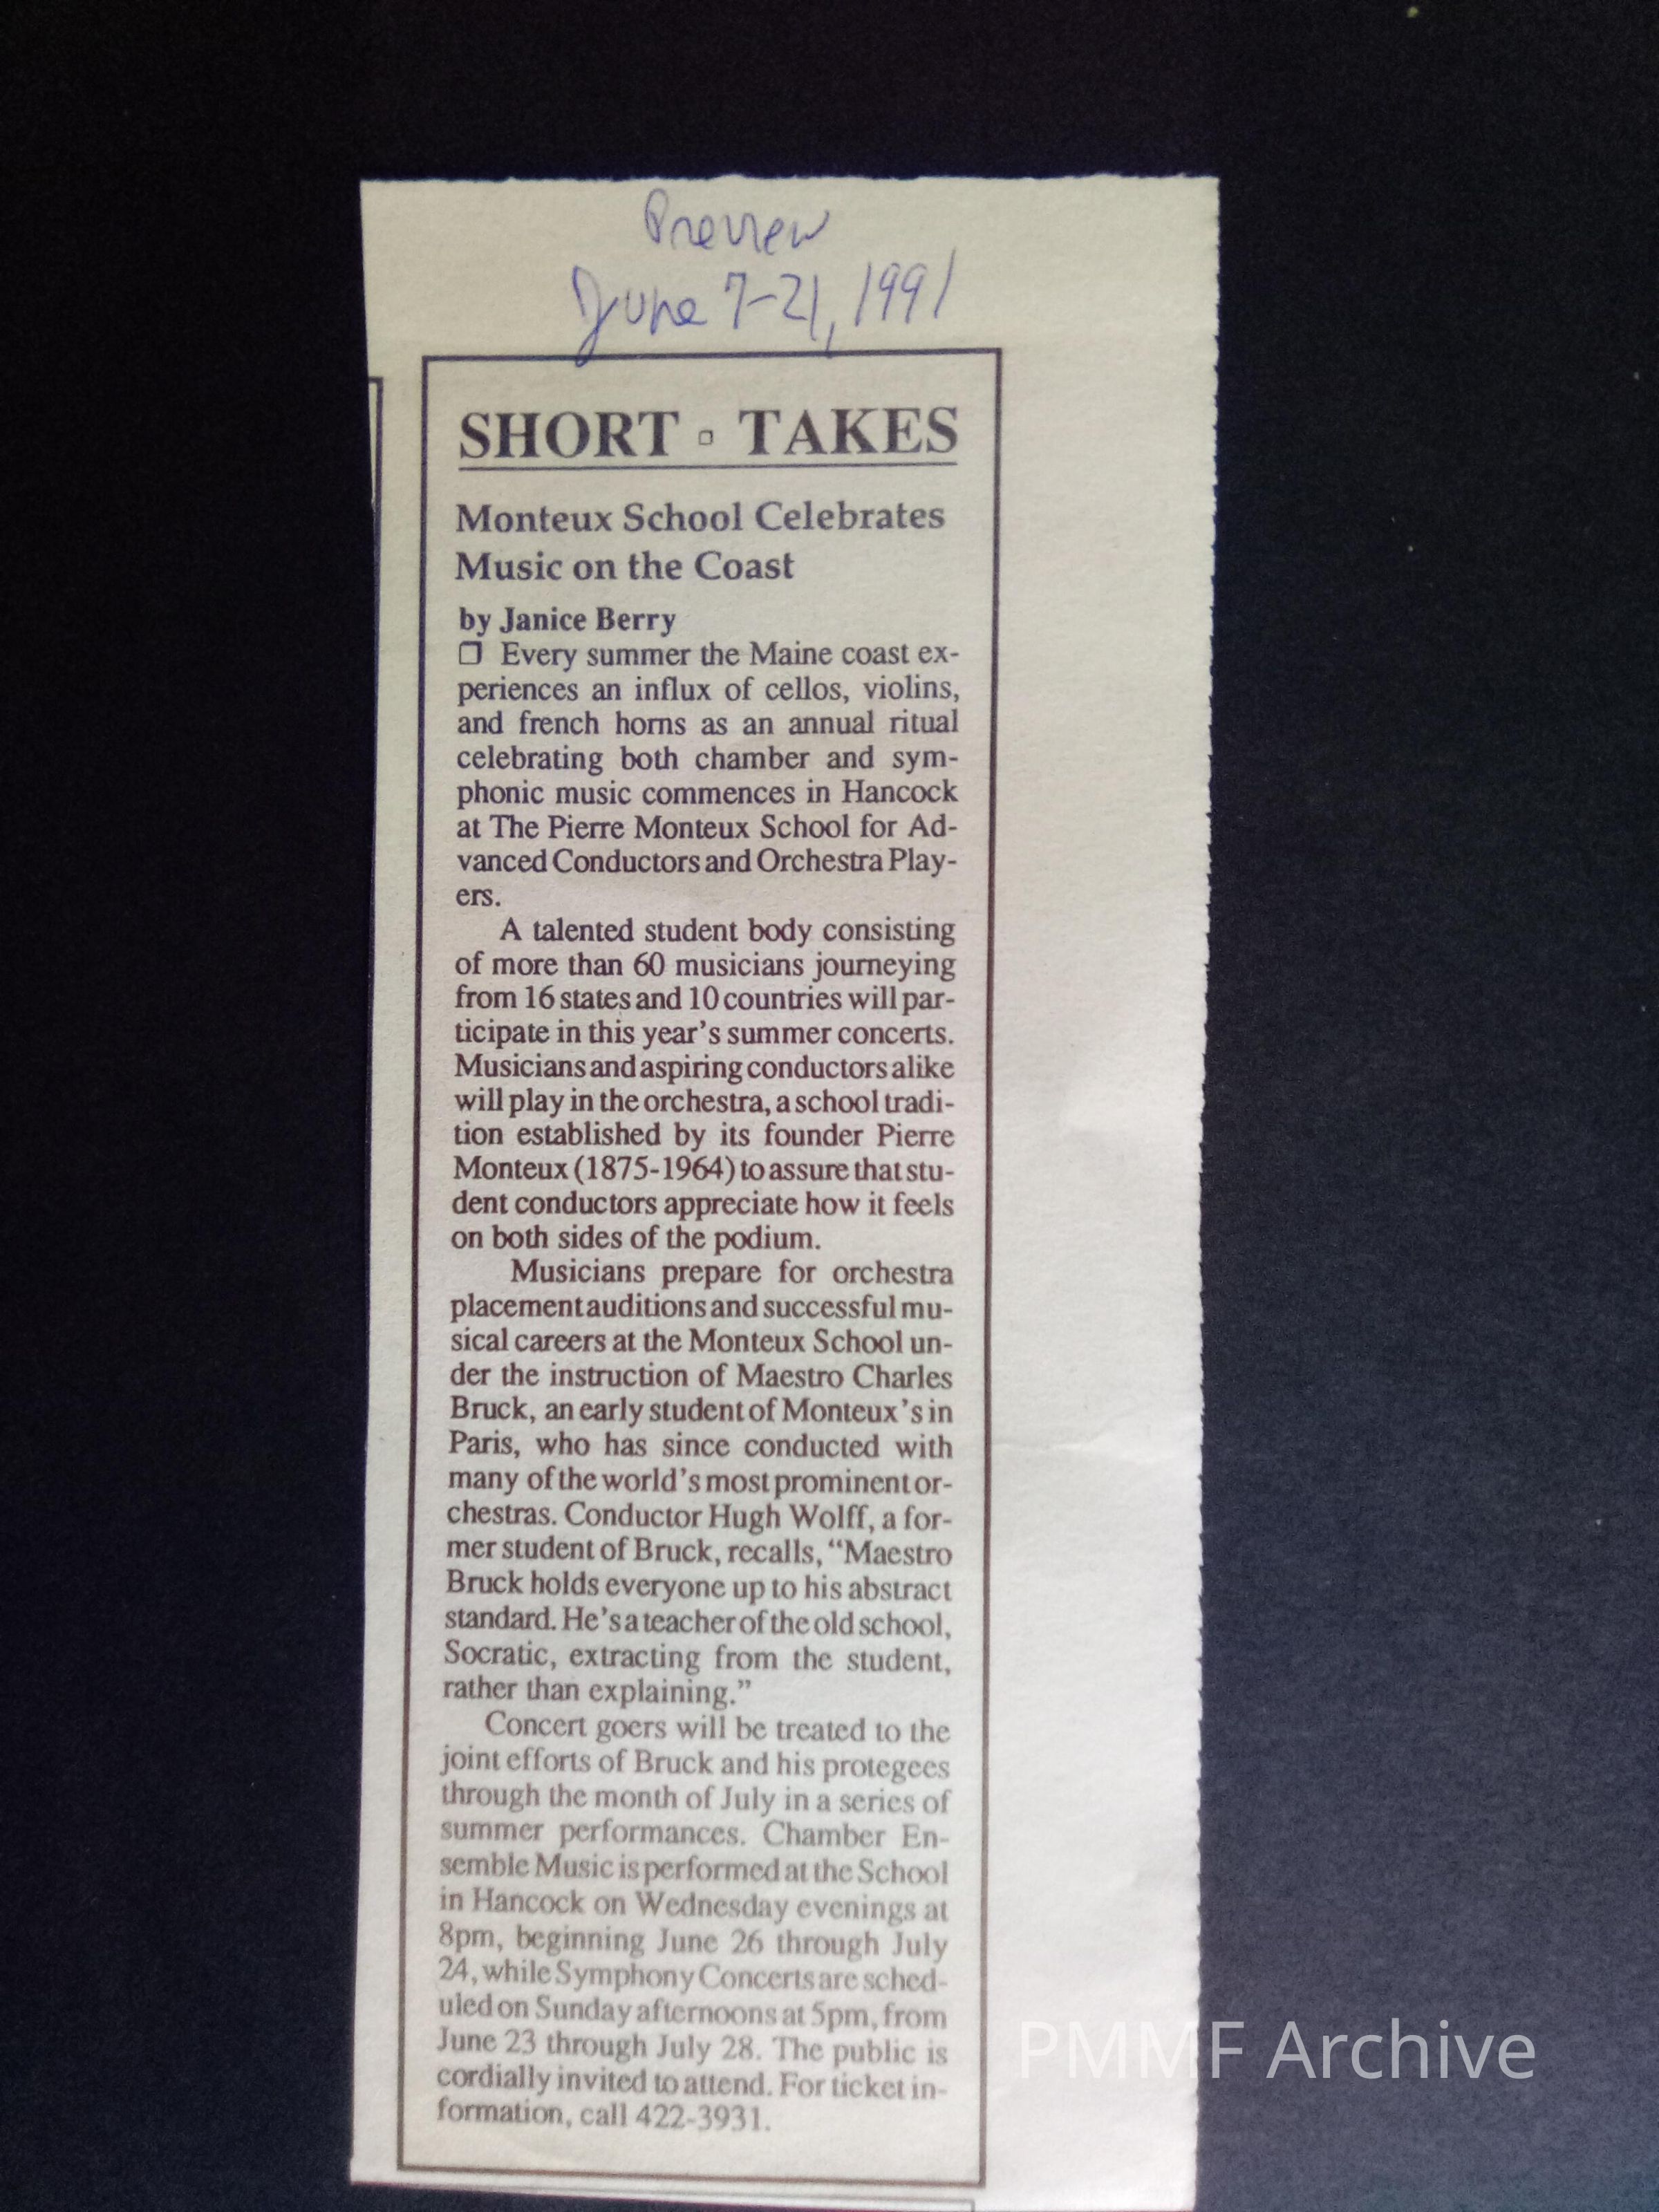 Preview
June 7-21, 1991
SHORT ▫ TAKES
Monteux School Celebrates
Music on the Coast
by Janice Berry
❒ Every summer the Maine coast ex-
periences an influx of cellos, violins,
and french horns as an annual ritual
celebrating both chamber and sym-
phonic music commences in Hancock
at The Pierre Monteux School for Ad-
vanced Conductors and Orchestra Play-
ers.
A talented student body consisting
of more than 60 musicians journeying
from 16 states and 10 countries will par-
ticipate in this year's summer concerts.
Musicians and aspiring conductors alike
will play in the orchestra, a school tradi-
tion established by its founder Pierre
Monteux (1875-1964) to assure that stu-
dent conductors appreciate how it feels
on both sides of the podium.
Musicians prepare for orchestra
placement auditions and successful mu-
sical careers at the Monteux School un-
der the instruction of Maestro Charles
Bruck, an early student of Monteux's in
Paris, who has since conducted with
many of the world's most prominent or-
chestras. Conductor Hugh Wolff, a for-
mer student of Bruck, recalls, "Maestro
Bruck holds everyone up to his abstract
standard. He's a teacher of the old school,
Socratic, extracting from the student,
rather than explaining."
Concert goers will be treated to the
joint efforts of Bruck and his protegees
through the month of July in a series of
summer performances. Chamber En-
semble Music is performed at the School
in Hancock on Wednesday evenings at
8pm, beginning June 26 through July
24, while Symphony Concerts are sched-
uled on Sunday afternoons at 5pm, from
June 23 through July 28. The public is
cordially invited to attend. For ticket in-
formation, call 422-3931.
PMMF Archive